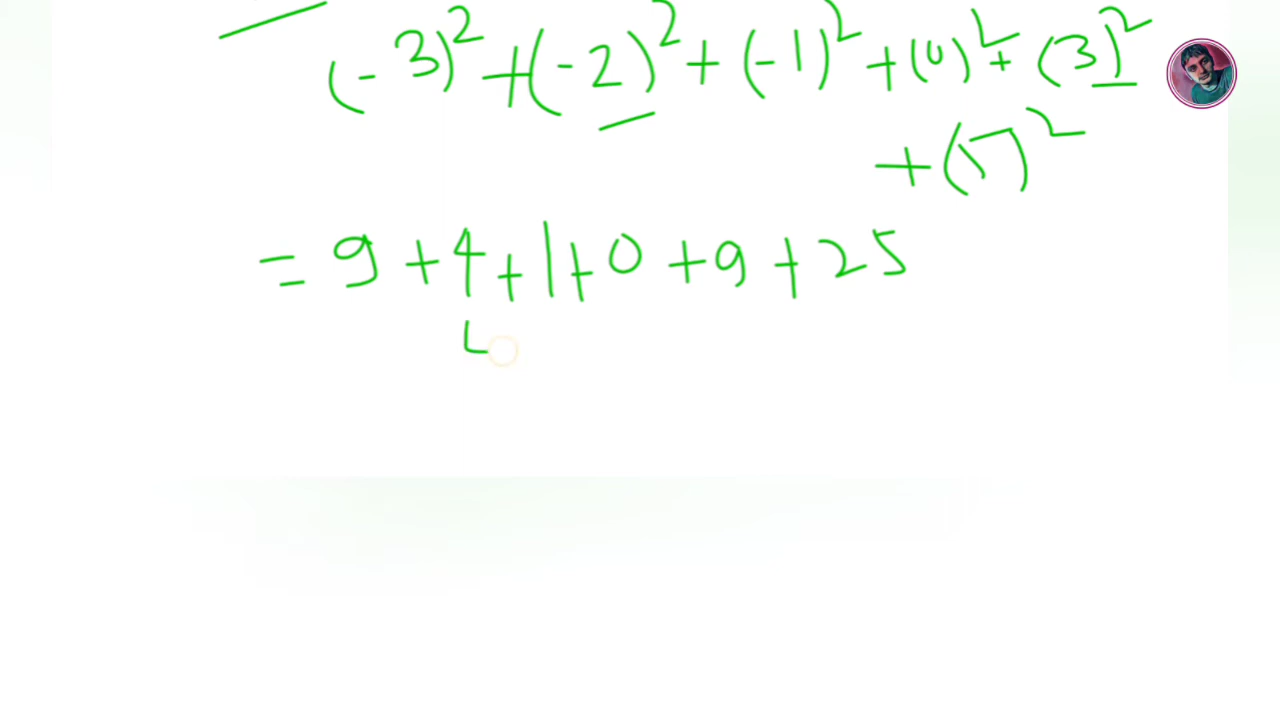 (-3)² + (-2)² + (-1)² + (0)² + (3)²
+ (5)²
= 9 + 4 + 1 + 0 + 9 + 25